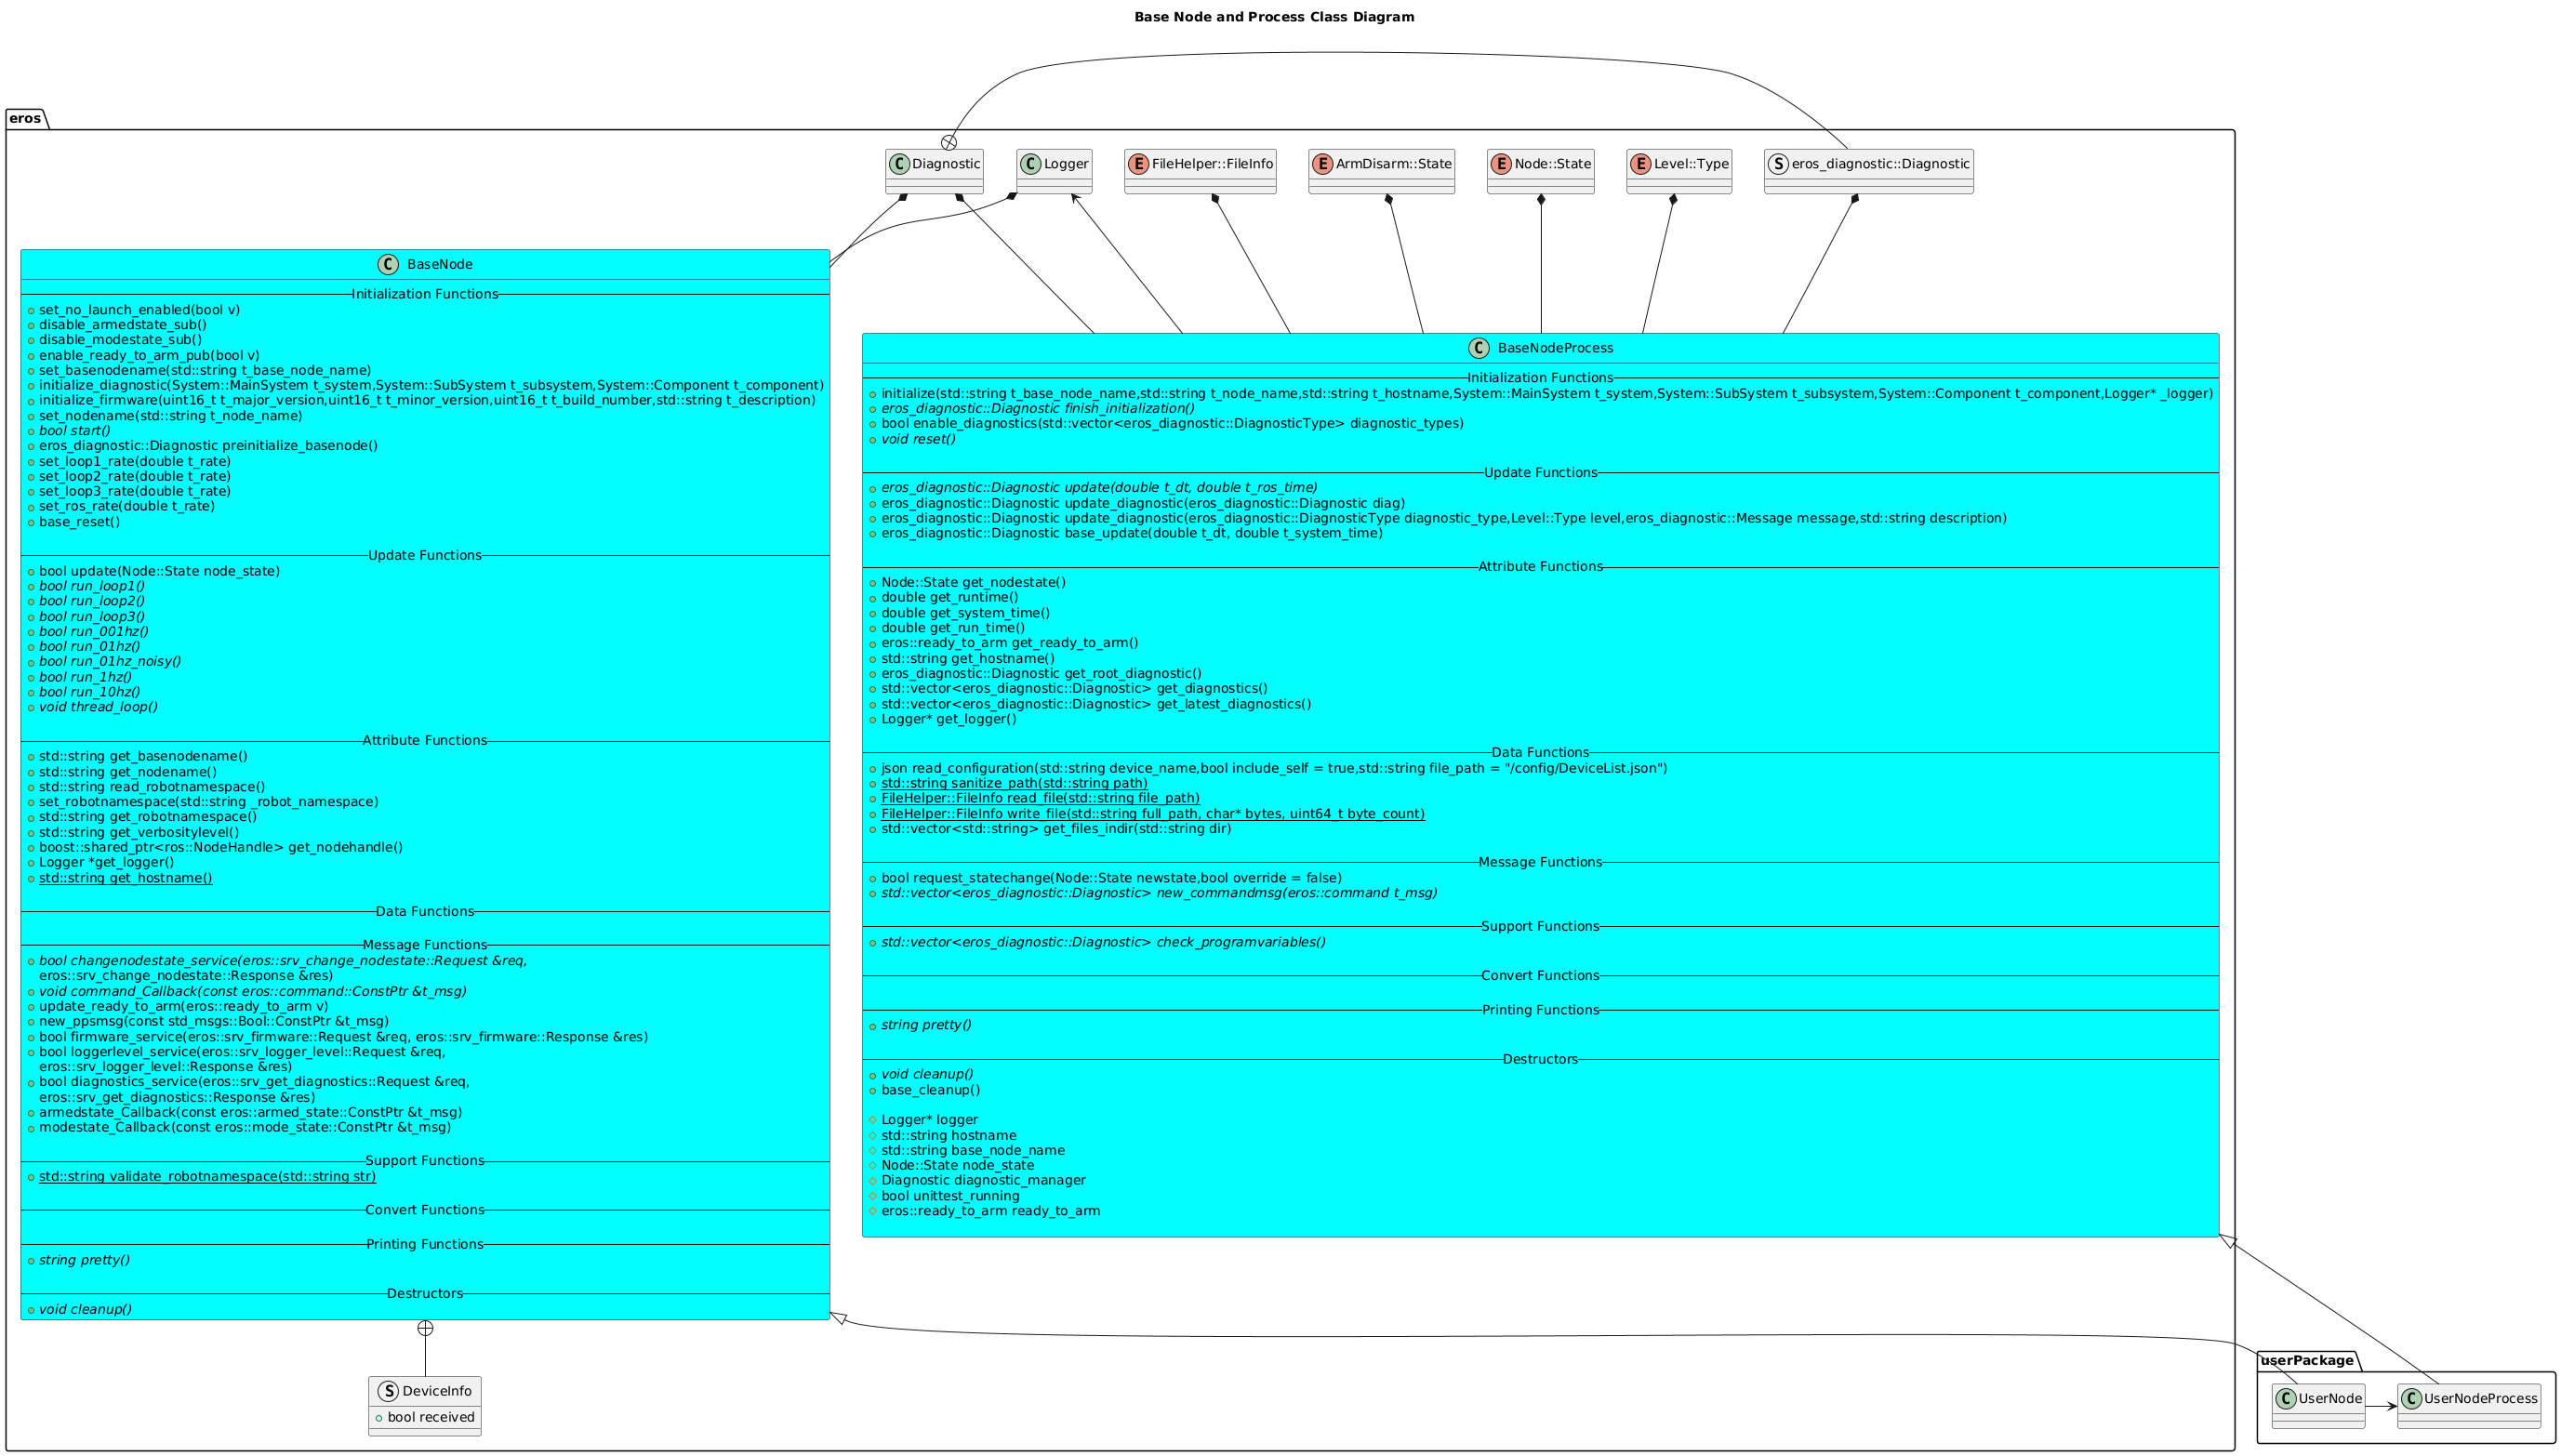 Base Node and Process Class Diagram
eros
C Diagnostic
C Logger
E FileHelper::FileInfo
E ArmDisarm::State
E Node::State
E Level::Type
S eros_diagnostic::Diagnostic
C BaseNode
Initialization Functions
set_no_launch_enabled(bool v)
disable_armedstate_sub()
disable_modestate_sub()
enable_ready_to_arm_pub(bool v)
set_basenodename(std::string t_base_node_name)
initialize_diagnostic(System::MainSystem t_system,System::SubSystem t_subsystem,System::Component t_component)
initialize_firmware(uint16_t t_major_version,uint16_t t_minor_version,uint16_t t_build_number,std::string t_description)
set_nodename(std::string t_node_name)
bool start()
eros_diagnostic::Diagnostic preinitialize_basenode()
set_loop1_rate(double t_rate)
set_loop2_rate(double t_rate)
set_loop3_rate(double t_rate)
set_ros_rate(double t_rate)
base_reset()
Update Functions
bool update(Node::State node_state)
bool run_loop1()
bool run_loop2()
bool run_loop3()
bool run_001hz()
bool run_01hz()
bool run_01hz_noisy()
bool run_1hz()
bool run_10hz()
void thread_loop()
Attribute Functions
std::string get_basenodename()
std::string get_nodename()
std::string read_robotnamespace()
set_robotnamespace(std::string _robot_namespace)
std::string get_robotnamespace()
std::string get_verbositylevel()
boost::shared_ptr<ros::NodeHandle> get_nodehandle()
Logger *get_logger()
std::string get_hostname()
Data Functions
Message Functions
bool changenodestate_service(eros::srv_change_nodestate::Request &req,
eros::srv_change_nodestate::Response &res)
void command_Callback(const eros::command::ConstPtr &t_msg)
update_ready_to_arm(eros::ready_to_arm v)
new_ppsmsg(const std_msgs::Bool::ConstPtr &t_msg)
bool firmware_service(eros::srv_firmware::Request &req, eros::srv_firmware::Response &res)
bool loggerlevel_service(eros::srv_logger_level::Request &req,
eros::srv_logger_level::Response &res)
bool diagnostics_service(eros::srv_get_diagnostics::Request &req,
eros::srv_get_diagnostics::Response &res)
armedstate_Callback(const eros::armed_state::ConstPtr &t_msg)
modestate_Callback(const eros::mode_state::ConstPtr &t_msg)
Support Functions
std::string validate_robotnamespace(std::string str)
Convert Functions
Printing Functions
string pretty()
Destructors
void cleanup()
C BaseNodeProcess
Initialization Functions
initialize(std::string t_base_node_name,std::string t_node_name,std::string t_hostname,System::MainSystem t_system,System::SubSystem t_subsystem,System::Component t_component,Logger* _logger)
eros_diagnostic::Diagnostic finish_initialization()
bool enable_diagnostics(std::vector<eros_diagnostic::DiagnosticType> diagnostic_types)
void reset()
Update Functions
eros_diagnostic::Diagnostic update(double t_dt, double t_ros_time)
eros_diagnostic::Diagnostic update_diagnostic(eros_diagnostic::Diagnostic diag)
eros_diagnostic::Diagnostic update_diagnostic(eros_diagnostic::DiagnosticType diagnostic_type,Level::Type level,eros_diagnostic::Message message,std::string description)
eros_diagnostic::Diagnostic base_update(double t_dt, double t_system_time)
Attribute Functions
Node::State get_nodestate()
double get_runtime()
double get_system_time()
double get_run_time()
eros::ready_to_arm get_ready_to_arm()
std::string get_hostname()
eros_diagnostic::Diagnostic get_root_diagnostic()
std::vector<eros_diagnostic::Diagnostic> get_diagnostics()
std::vector<eros_diagnostic::Diagnostic> get_latest_diagnostics()
Logger* get_logger()
Data Functions
json read_configuration(std::string device_name,bool include_self = true,std::string file_path = "/config/DeviceList.json")
std::string sanitize_path(std::string path)
FileHelper::FileInfo read_file(std::string file_path)
FileHelper::FileInfo write_file(std::string full_path, char* bytes, uint64_t byte_count)
std::vector<std::string> get_files_indir(std::string dir)
Message Functions
bool request_statechange(Node::State newstate,bool override = false)
std::vector<eros_diagnostic::Diagnostic> new_commandmsg(eros::command t_msg)
Support Functions
std::vector<eros_diagnostic::Diagnostic> check_programvariables()
Convert Functions
Printing Functions
string pretty()
Destructors
void cleanup()
base_cleanup()
Logger* logger
std::string hostname
std::string base_node_name
Node::State node_state
Diagnostic diagnostic_manager
bool unittest_running
eros::ready_to_arm ready_to_arm
S DeviceInfo
bool received
userPackage
C UserNode
C UserNodeProcess